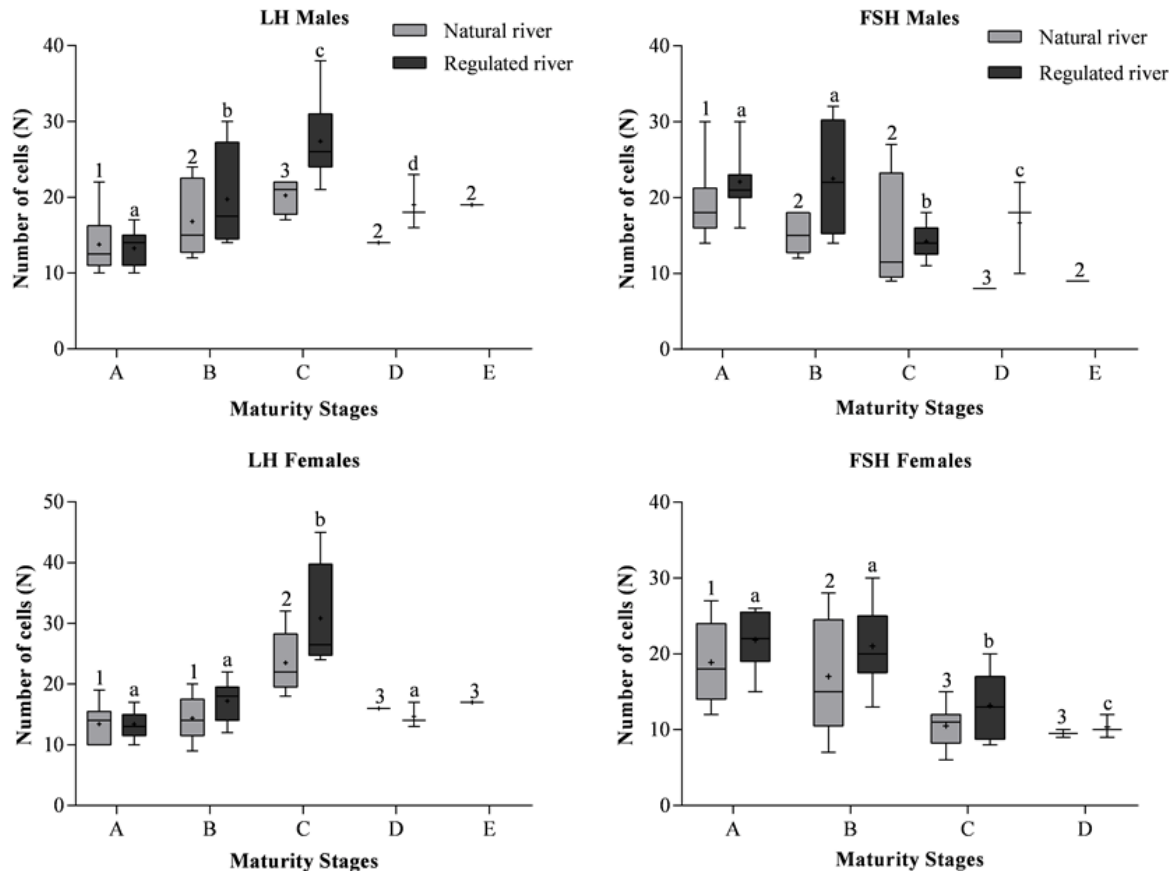 LH Males
Natural river
Regulated river
Number of cells (N)
40
30
20
10
0
1
a
2
b
3
c
2
d
2
A
B
C
D
E
Maturity Stages
FSH Males
Natural river
Regulated river
Number of cells (N)
40
30
20
10
0
1
a
2
a
2
b
3
c
2
A
B
C
D
E
Maturity Stages
LH Females
Number of cells (N)
50
40
30
20
10
0
1
a
1
a
2
b
3
a
3
A
B
C
D
E
Maturity Stages
FSH Females
Number of cells (N)
40
30
20
10
0
1
a
2
a
3
b
3
c
A
B
C
D
Maturity Stages